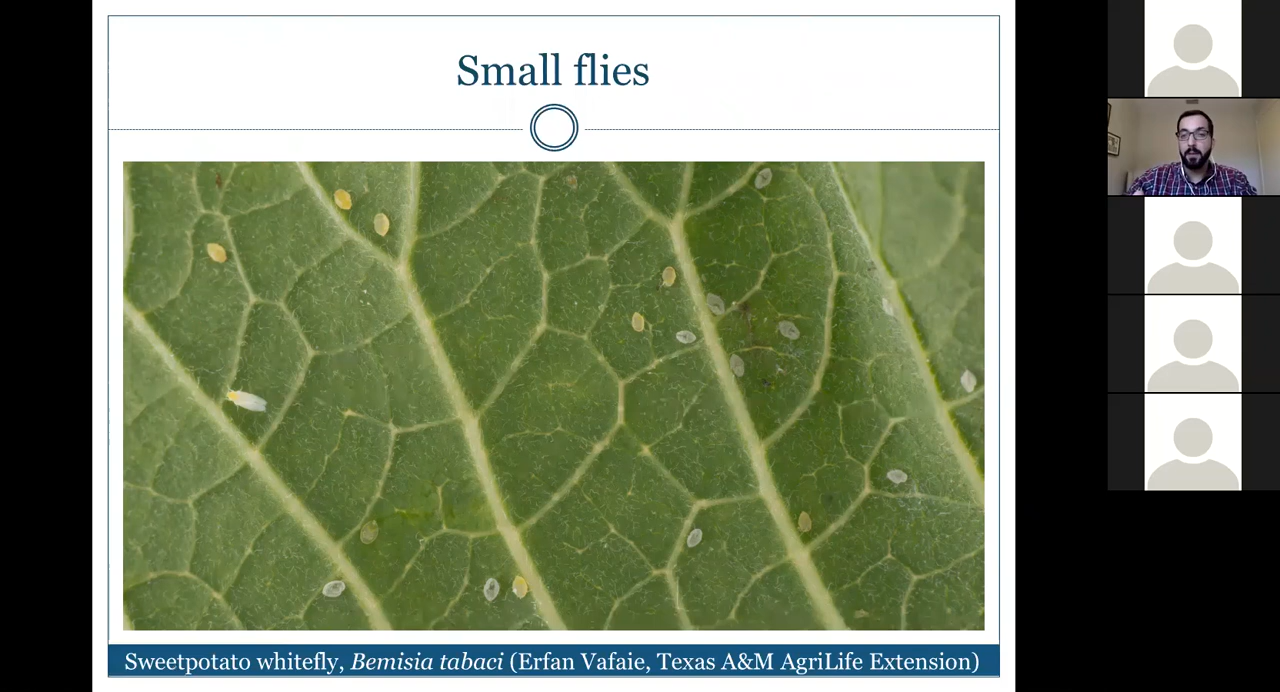 Small flies
Sweetpotato whitefly, Bemisia tabaci (Erfan Vafaie, Texas A&M AgriLife Extension)